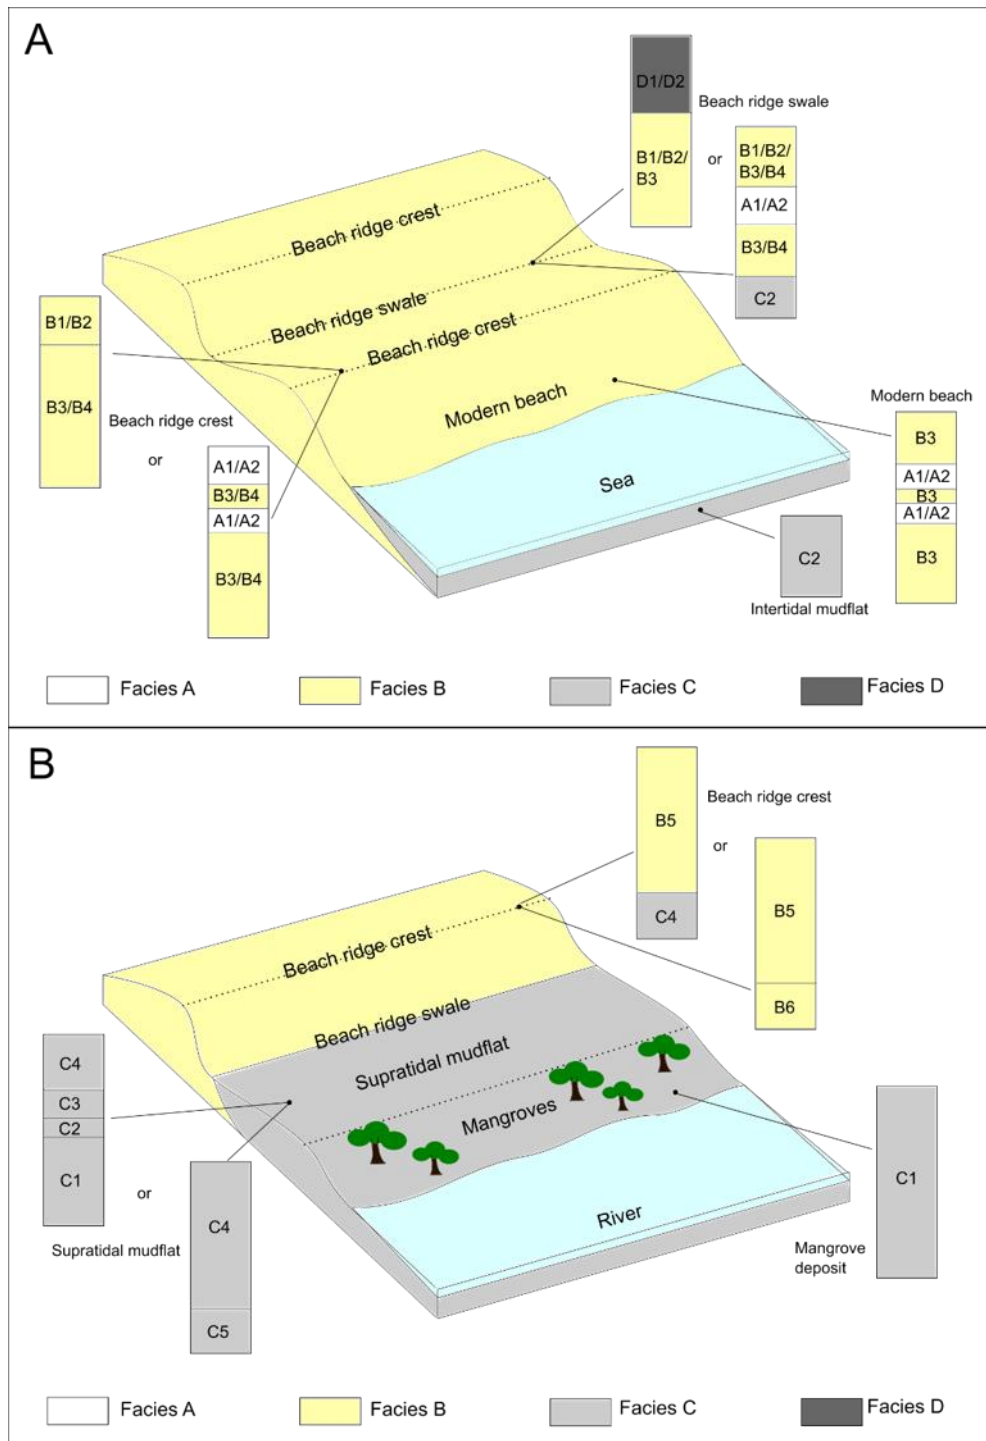 A
D1/D2
Beach ridge swale
B1/B2/
B3
or
B1/B2/
B3/B4
A1/A2
B3/B4
C2
Beach ridge crest
Beach ridge swale
Beach ridge crest
Modern beach
Sea
B1/B2
B3/B4
Beach ridge crest
or
A1/A2
B3/B4
A1/A2
B3/B4
Modern beach
B3
A1/A2
B3
A1/A2
B3
C2
Intertidal mudflat
Facies A
Facies B
Facies C
Facies D
B
B5
C4
Beach ridge crest
or
B5
B6
Beach ridge crest
Beach ridge swale
Supratidal mudflat
Mangroves
River
C4
C3
C2
C1
or
Supratidal mudflat
C4
C5
C1
Mangrove
deposit
Facies A
Facies B
Facies C
Facies D